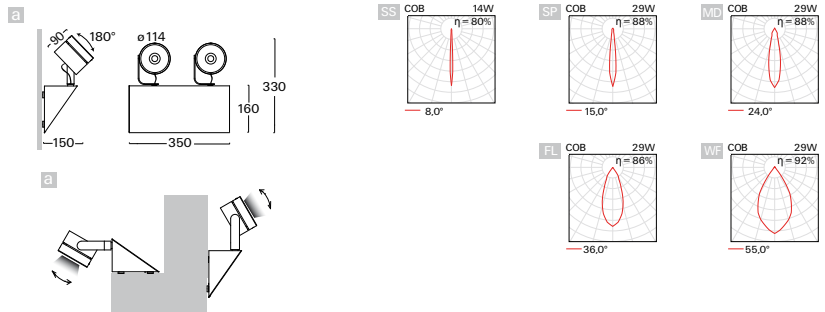 a
90
180°
ø114
330
160
150
350
a
SS COB 14W
η = 80%
8,0°
SP COB 29W
η = 88%
15,0°
MD COB 29W
η = 88%
24,0°
FL COB 29W
η = 86%
36,0°
WF COB 29W
η = 92%
55,0°